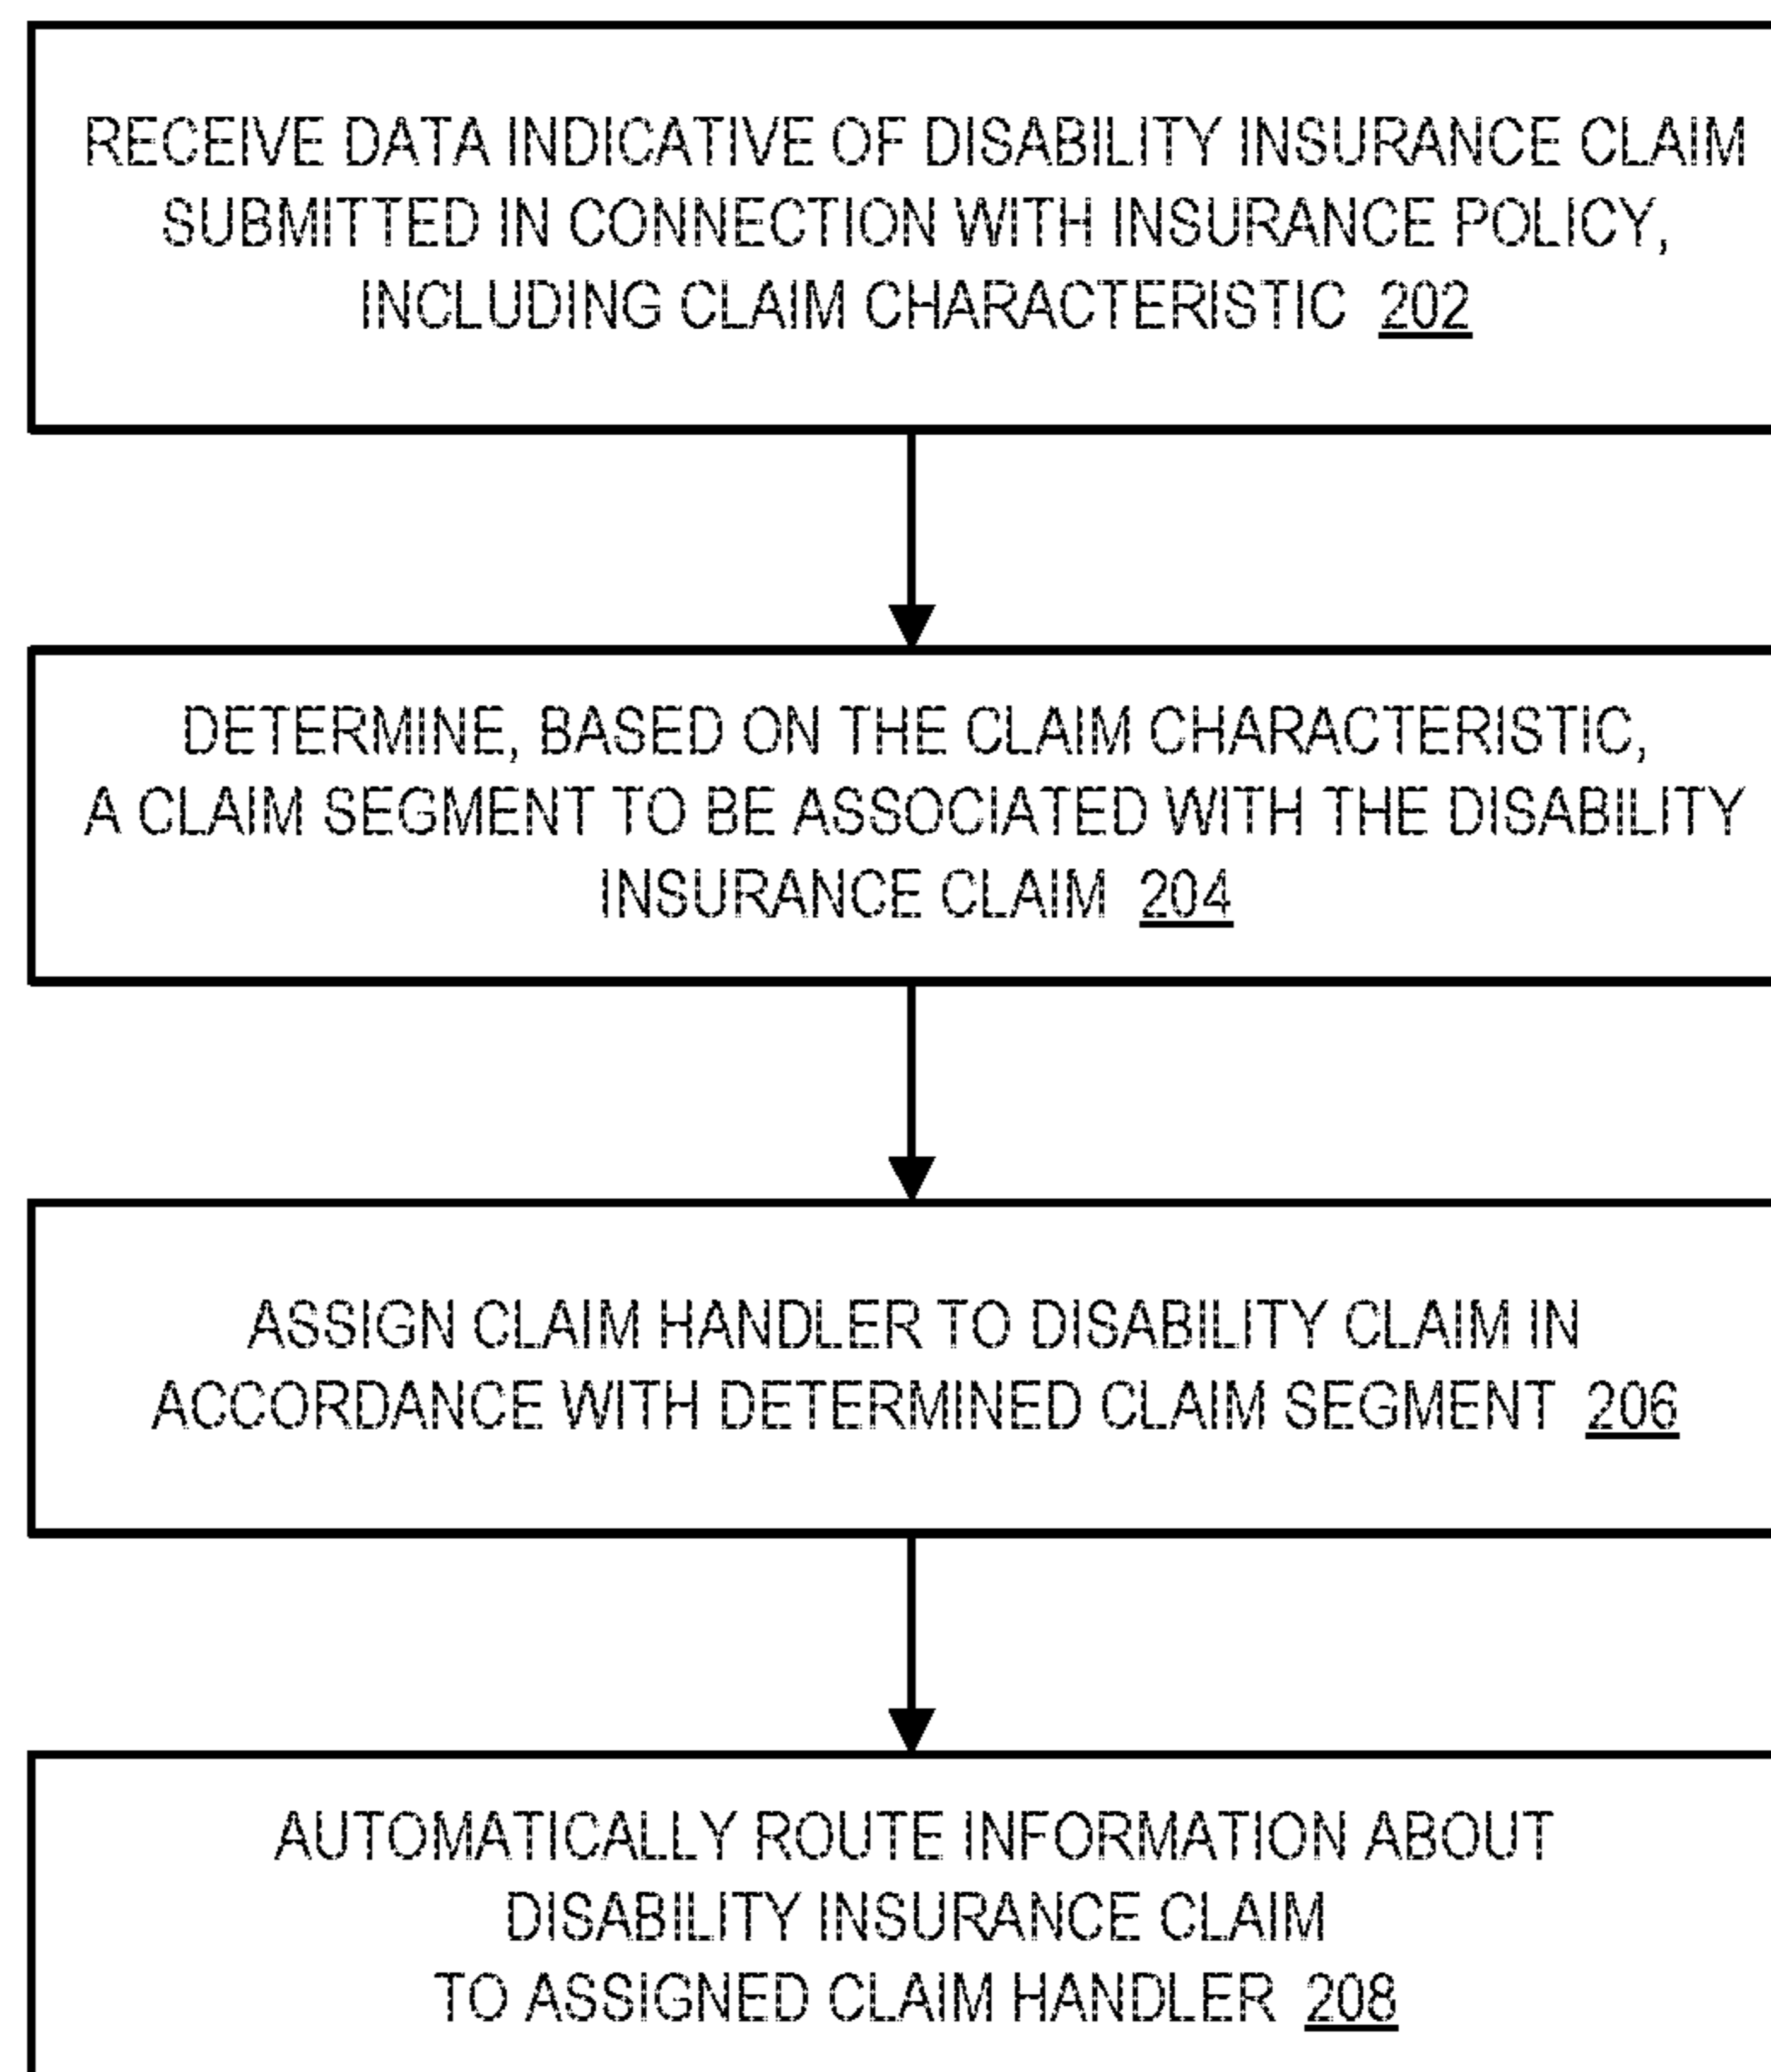 RECEIVE DATA INDICATIVE OF DISABILITY INSURANCE CLAIM
SUBMITTED IN CONNECTION WITH INSURANCE POLICY,
INCLUDING CLAIM CHARACTERISTIC 202
DETERMINE, BASED ON THE CLAIM CHARACTERISTIC,
A CLAIM SEGMENT TO BE ASSOCIATED WITH THE DISABILITY
INSURANCE CLAIM 204
ASSIGN CLAIM HANDLER TO DISABILITY CLAIM IN
ACCORDANCE WITH DETERMINED CLAIM SEGMENT 206
AUTOMATICALLY ROUTE INFORMATION ABOUT
DISABILITY INSURANCE CLAIM
TO ASSIGNED CLAIM HANDLER 208